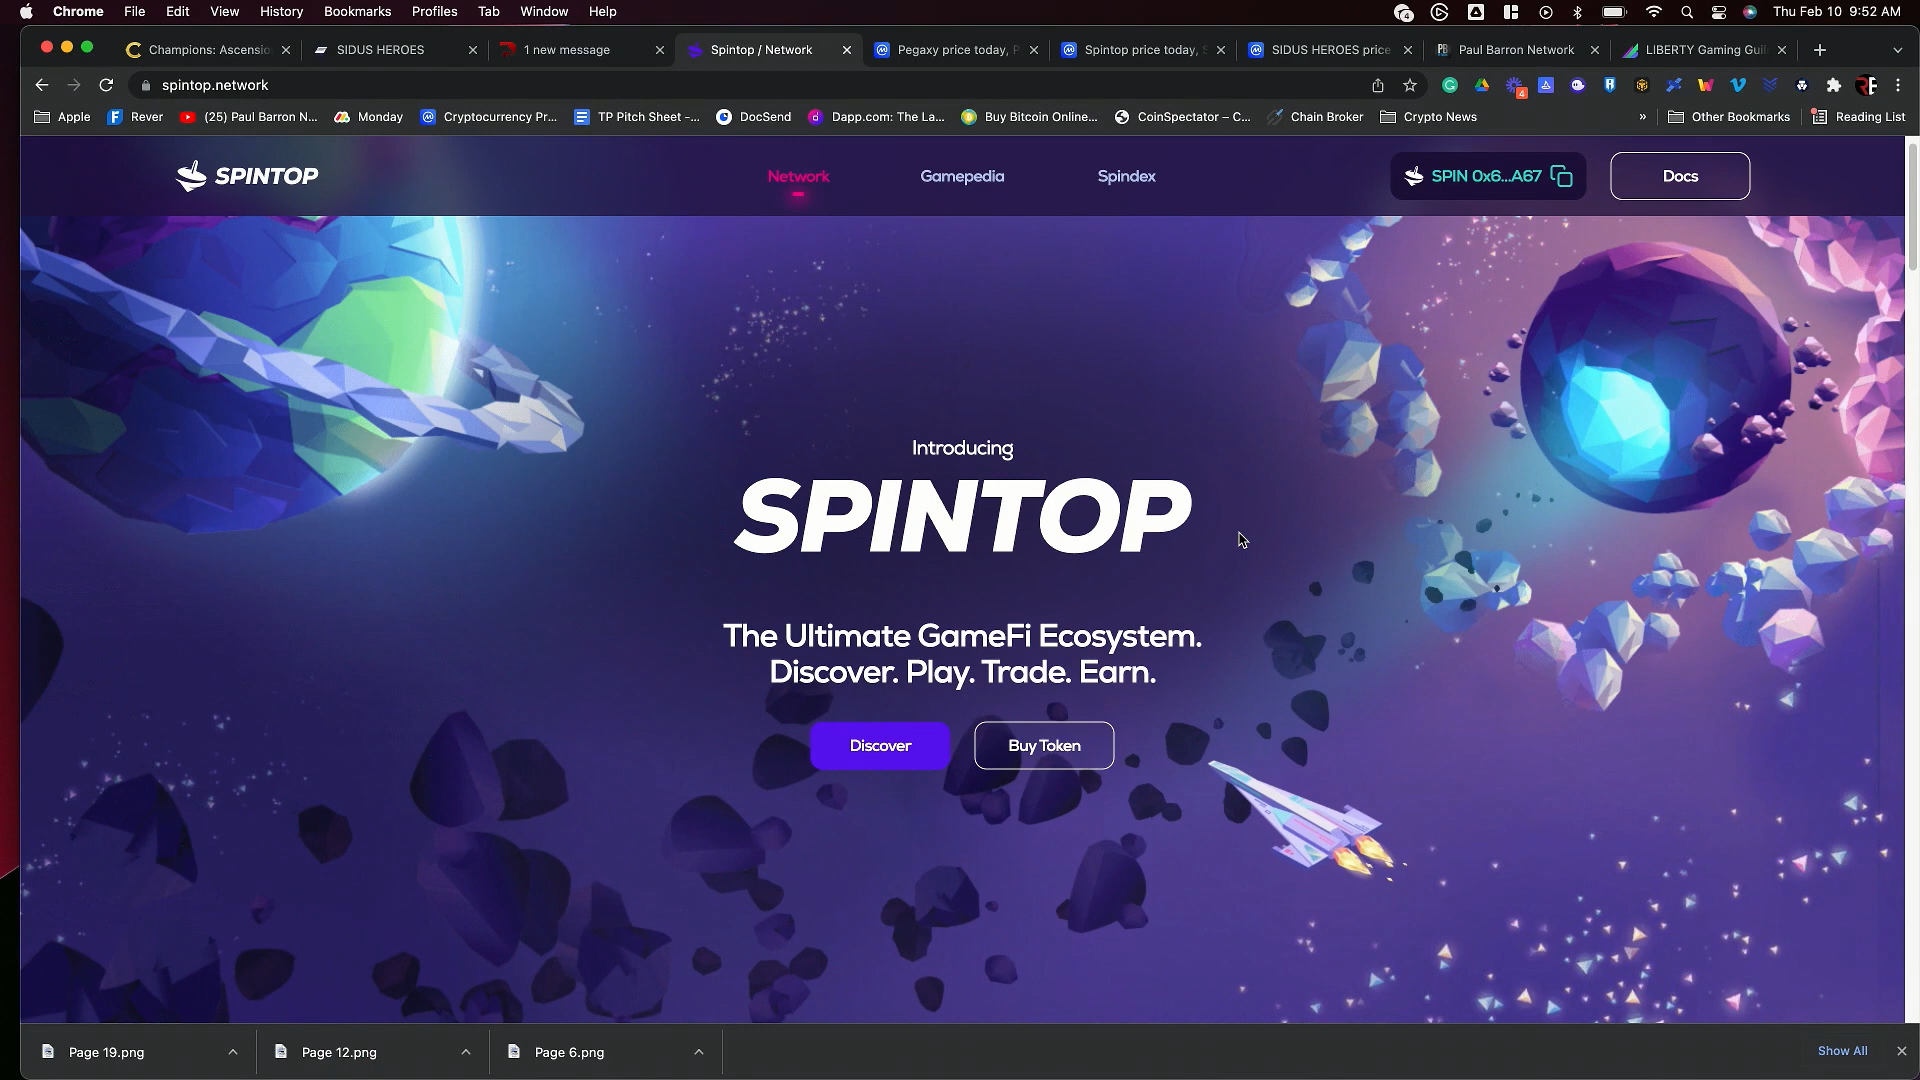 Chrome File Edit View History Bookmarks Profiles Tab Window Help
4
Thu Feb 10 9:52 AM
Champions: Ascensio
SIDUS HEROES
1 new message
Spintop / Network
Pegaxy price today, P
Spintop price today, S
SIDUS HEROES price
PB Paul Barron Network
LIBERTY Gaming Guil
spintop.network
4
Apple
Rever
(25) Paul Barron N...
Monday
Cryptocurrency Pr...
TP Pitch Sheet –...
DocSend
Dapp.com: The La...
Buy Bitcoin Online...
CoinSpectator – C...
Chain Broker
Crypto News
»
Other Bookmarks
Reading List
SPINTOP
Network
Gamepedia
Spindex
SPIN 0x6...A67
Docs
Introducing
SPINTOP
The Ultimate GameFi Ecosystem.
Discover. Play. Trade. Earn.
Discover
Buy Token
Page 19.png
Page 12.png
Page 6.png
Show All